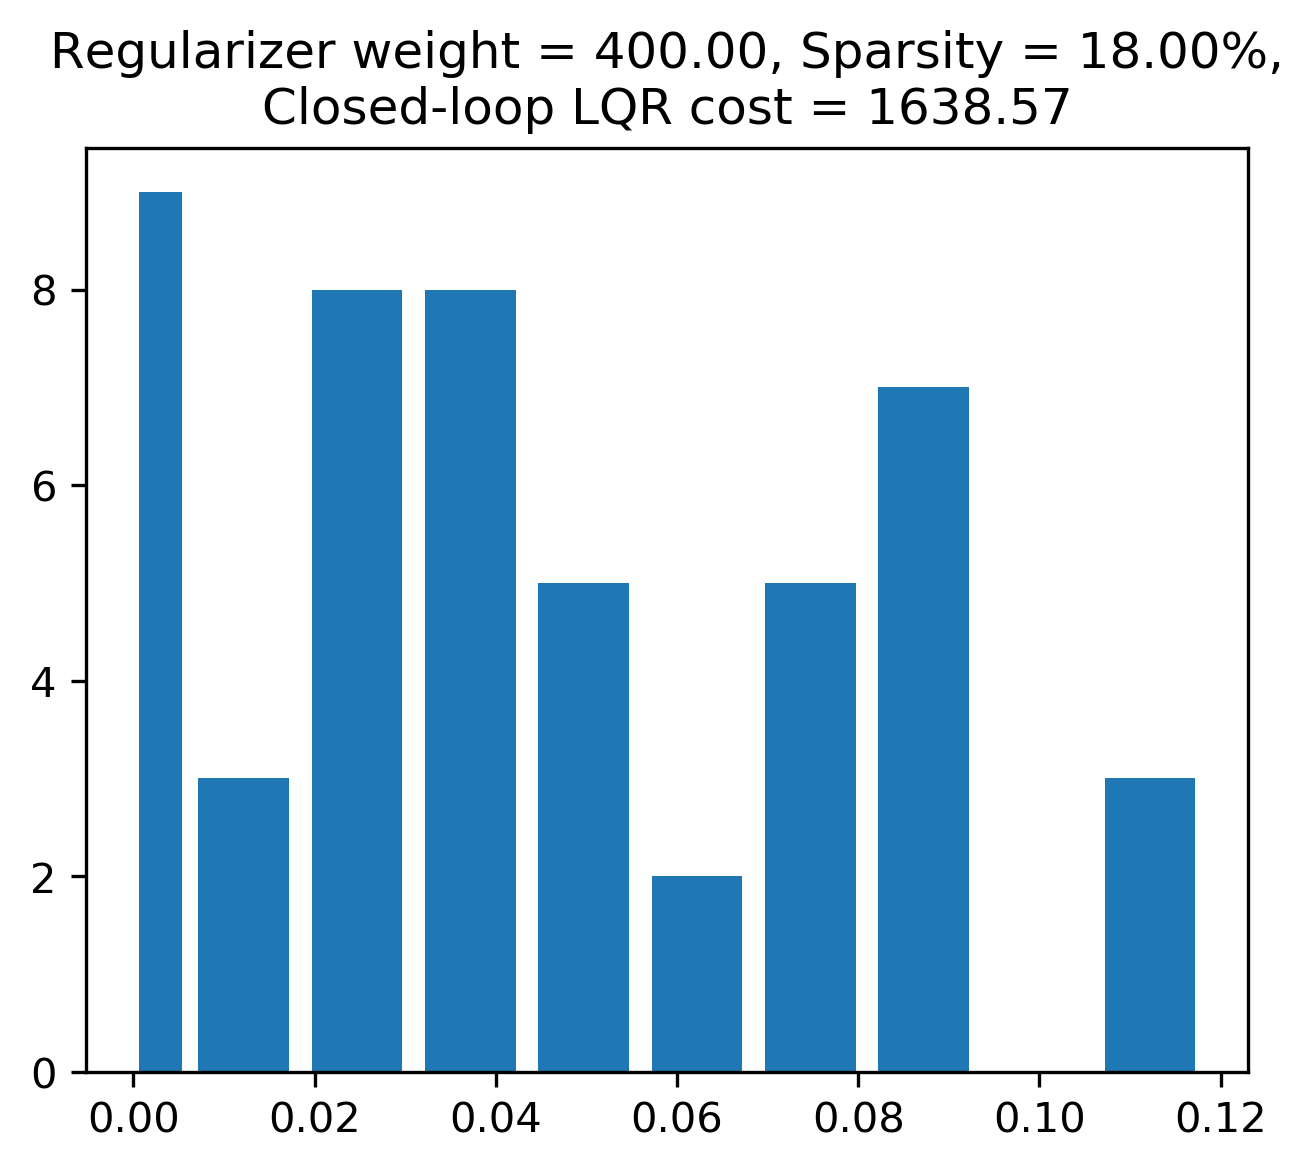 Regularizer weight = 400.00, Sparsity = 18.00%,
Closed-loop LQR cost = 1638.57
8
6
4
2
0
0.00 0.02 0.04 0.06 0.08 0.10 0.12